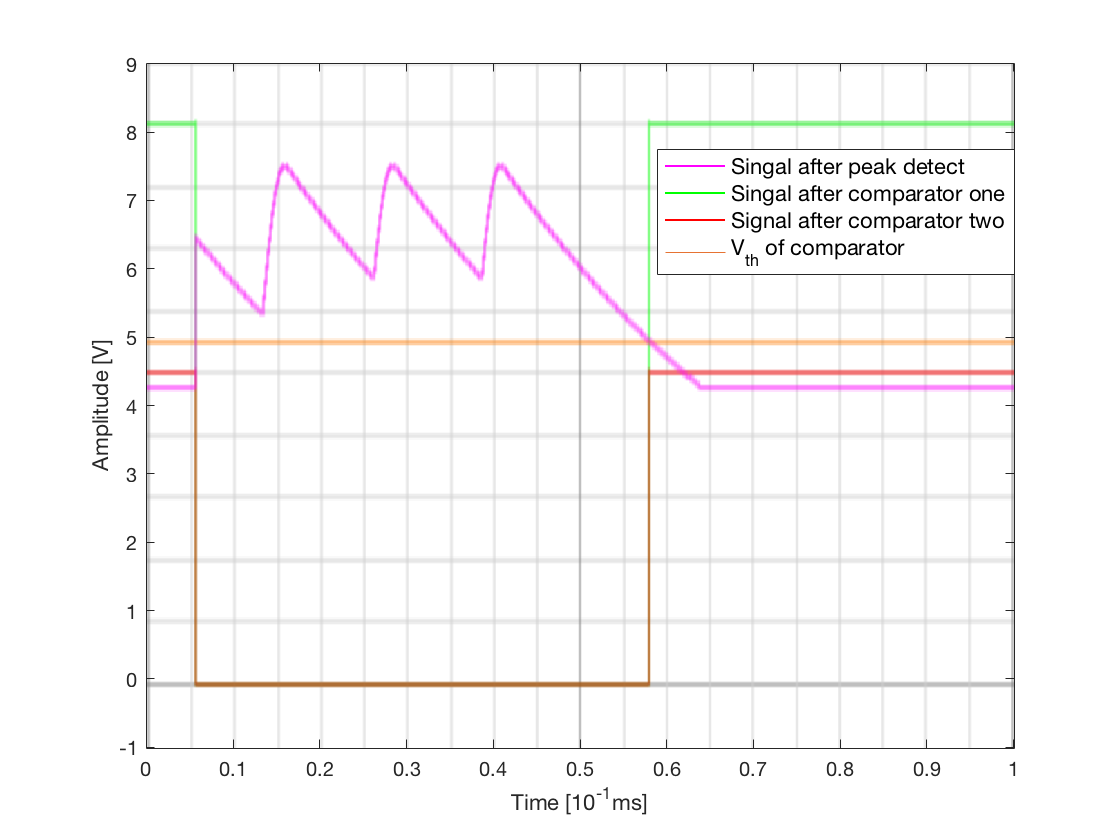 9
8
7
6
5
4
3
2
1
0
-1
Amplitude [V]
Singal after peak detect
Singal after comparator one
Signal after comparator two
Vth of comparator
0 0.1 0.2 0.3 0.4 0.5 0.6 0.7 0.8 0.9 1
Time [10-1ms]